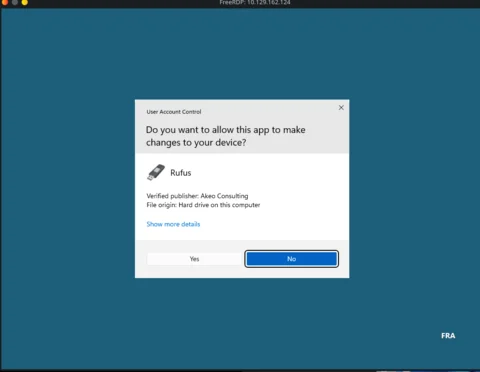 FreeRDP: 10.129.162.124
User Account Control
Do you want to allow this app to make
changes to your device?
Rufus
Verified publisher: Akeo Consulting
File origin: Hard drive on this computer
Show more details
Yes
No
FRA